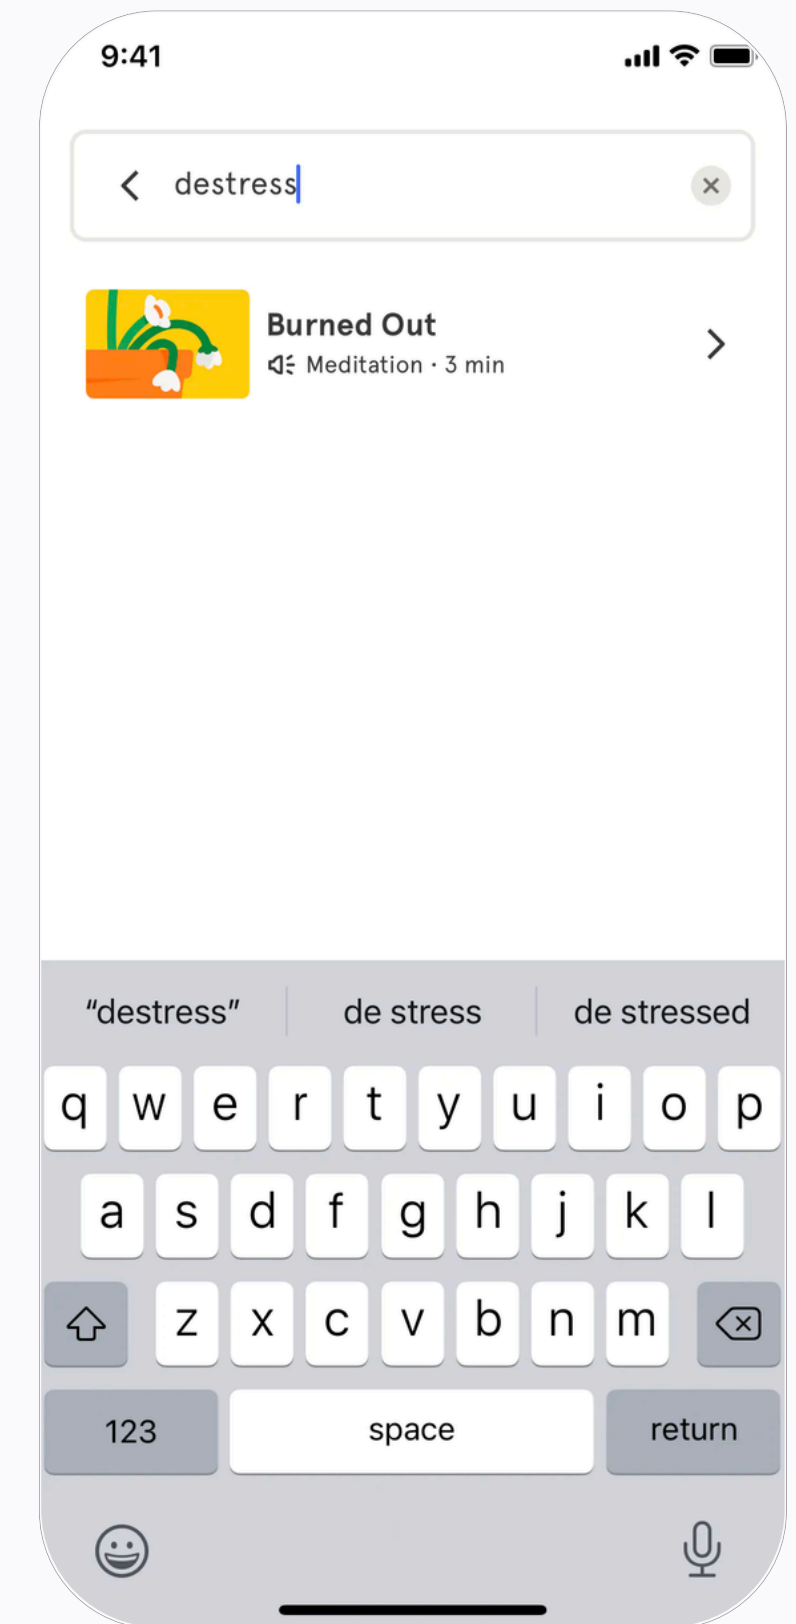 9:41
destress
Burned Out
Meditation · 3 min
“destress” de stress de stressed
q w e r t y u i o p
a s d f g h j k l
z x c v b n m
123 space return